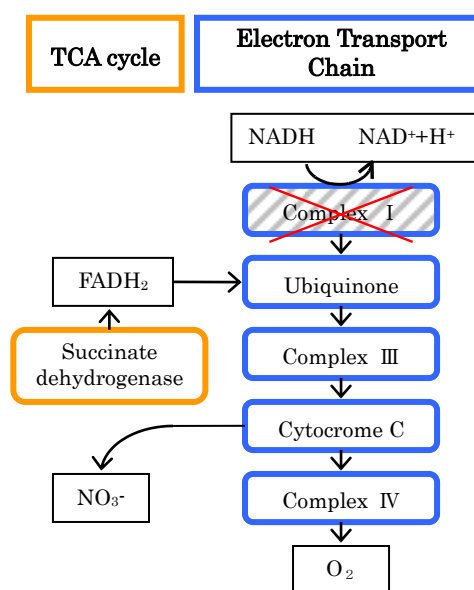 TCA cycle
Electron Transport
Chain
NADH NAD⁺+H⁺
Complex Ⅰ
FADH₂
Ubiquinone
Succinate
dehydrogenase
Complex Ⅲ
Cytocrome C
NO₃-
Complex Ⅳ
O₂